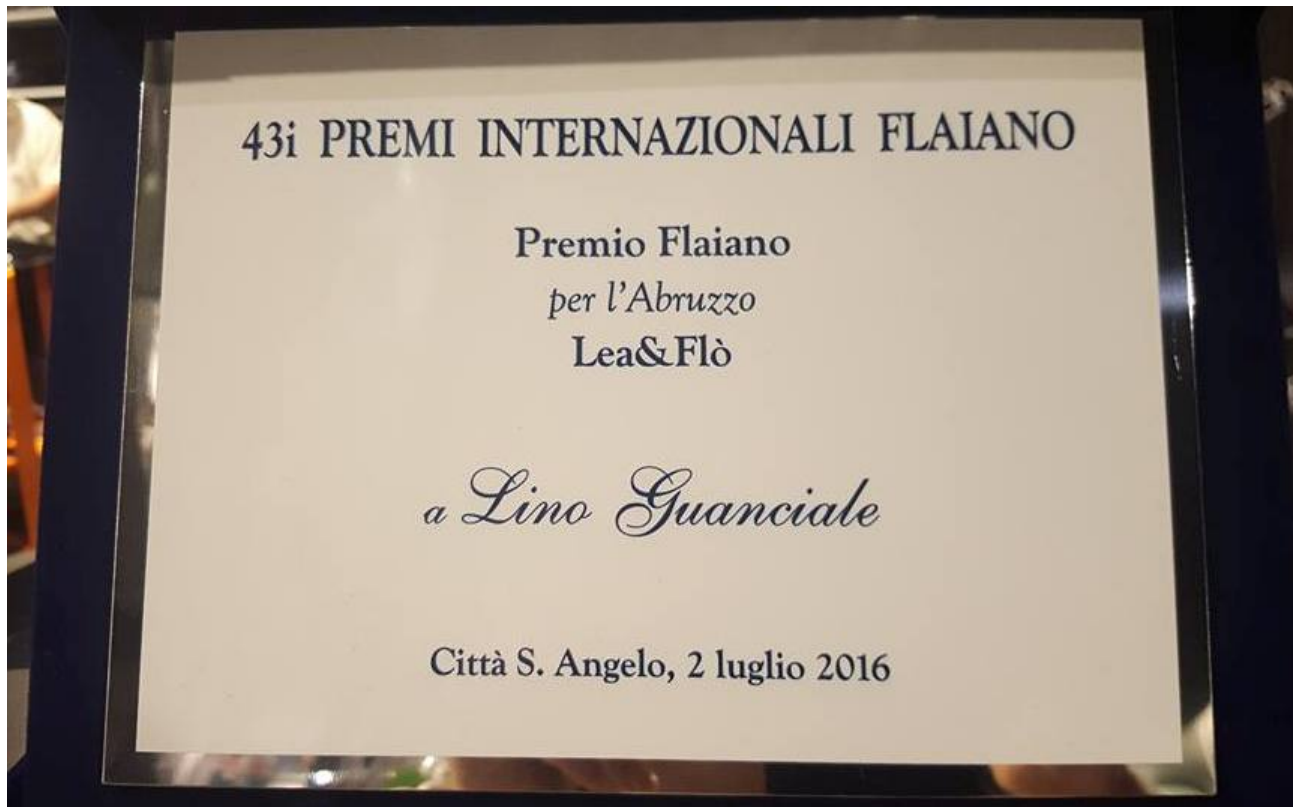 43i PREMI INTERNAZIONALI FLAIANO
Premio Flaiano
per l'Abruzzo
Lea&Flò
a Lino Guanciale
Città S. Angelo, 2 luglio 2016